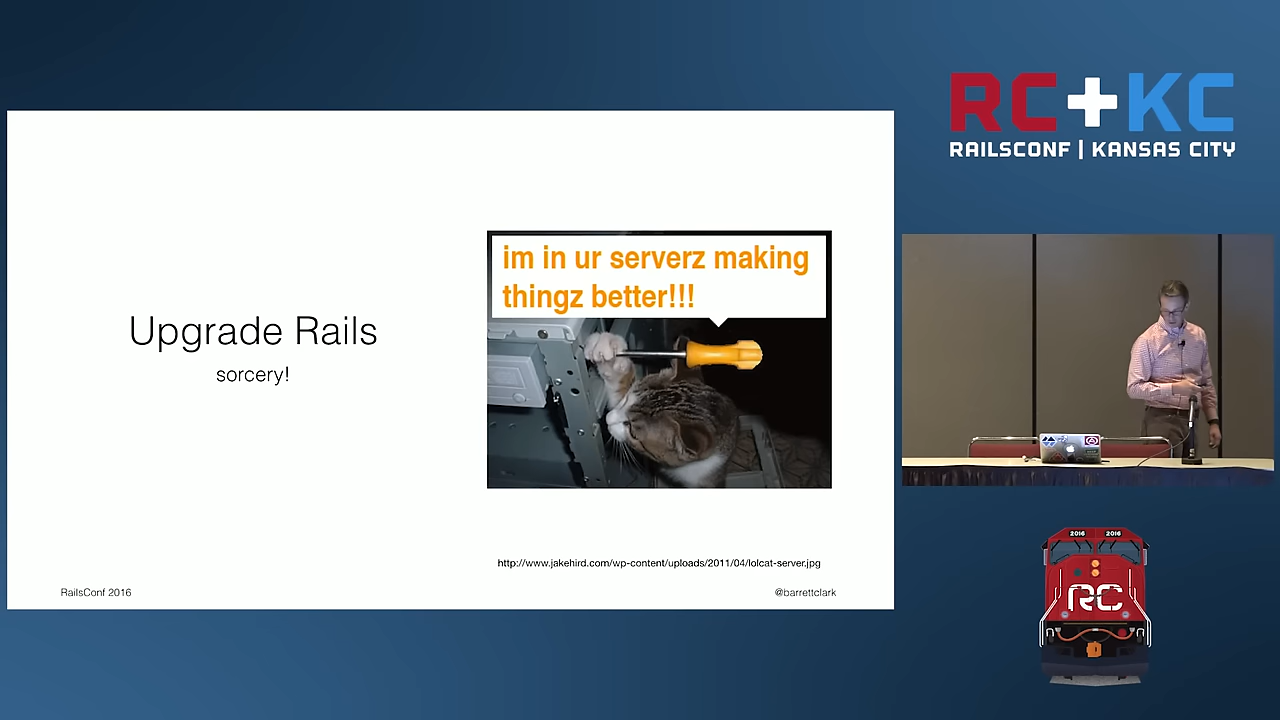 RC+KC
RAILSCONF | KANSAS CITY
Upgrade Rails
sorcery!
im in ur serverz making
thingz better!!!
http://www.jakehird.com/wp-content/uploads/2011/04/lolcat-server.jpg
RailsConf 2016
@barrettclark
2016 2016
RC